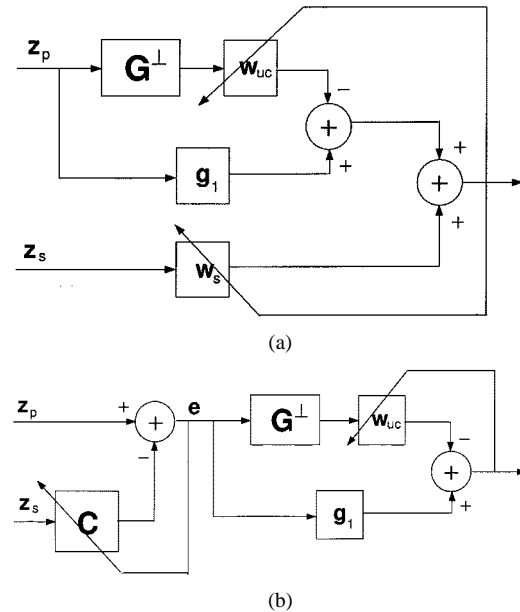 z_p
G^⊥
w_uc
−
+
+
g_1
+
+
+
z_s
w_s
(a)
z_p
+
+
e
G^⊥
w_uc
−
−
+
z_s
C
g_1
+
(b)